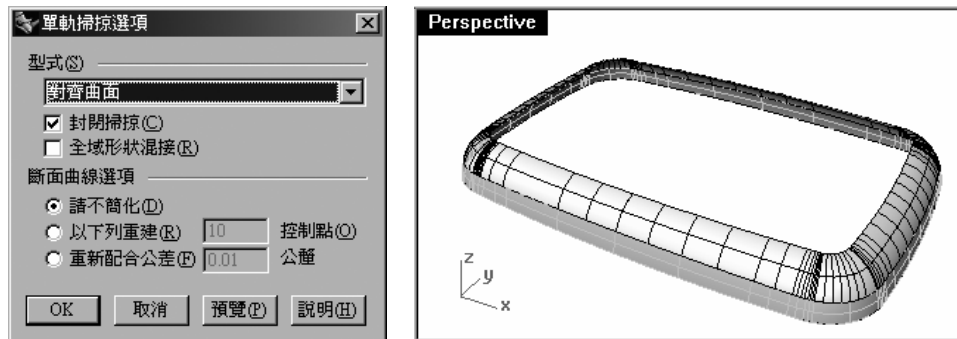 單軌掃掠選項
型式(S)
對齊曲面
封閉掃掠(C)
全域形狀混接(R)
斷面曲線選項
請不簡化(D)
以下列重建(R) 10 控制點(O)
重新配合公差(F) 0.01 公釐
OK 取消 預覽(P) 說明(H)
Perspective
z
y
x